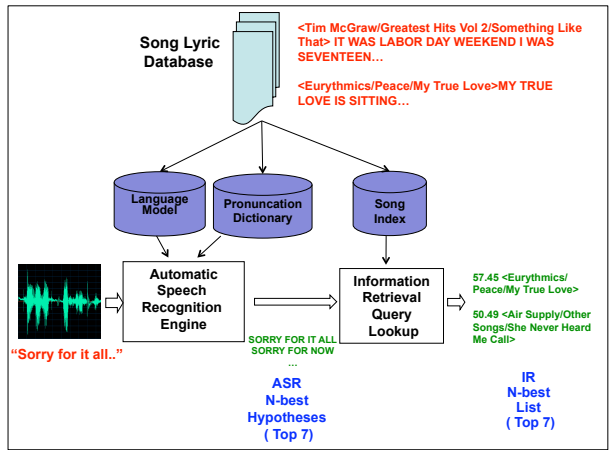 Song Lyric
Database
<Tim McGraw/Greatest Hits Vol 2/Something Like
That> IT WAS LABOR DAY WEEKEND I WAS
SEVENTEEN…
<Eurythmics/Peace/My True Love>MY TRUE
LOVE IS SITTING…
Language
Model
Pronuncation
Dictionary
Song
Index
Automatic
Speech
Recognition
Engine
Information
Retrieval
Query
Lookup
57.45 <Eurythmics/
Peace/My True Love>
50.49 <Air Supply/Other
Songs/She Never Heard
Me Call>
"Sorry for it all.."
SORRY FOR IT ALL
SORRY FOR NOW
…
ASR
N-best
Hypotheses
( Top 7)
IR
N-best
List
( Top 7)